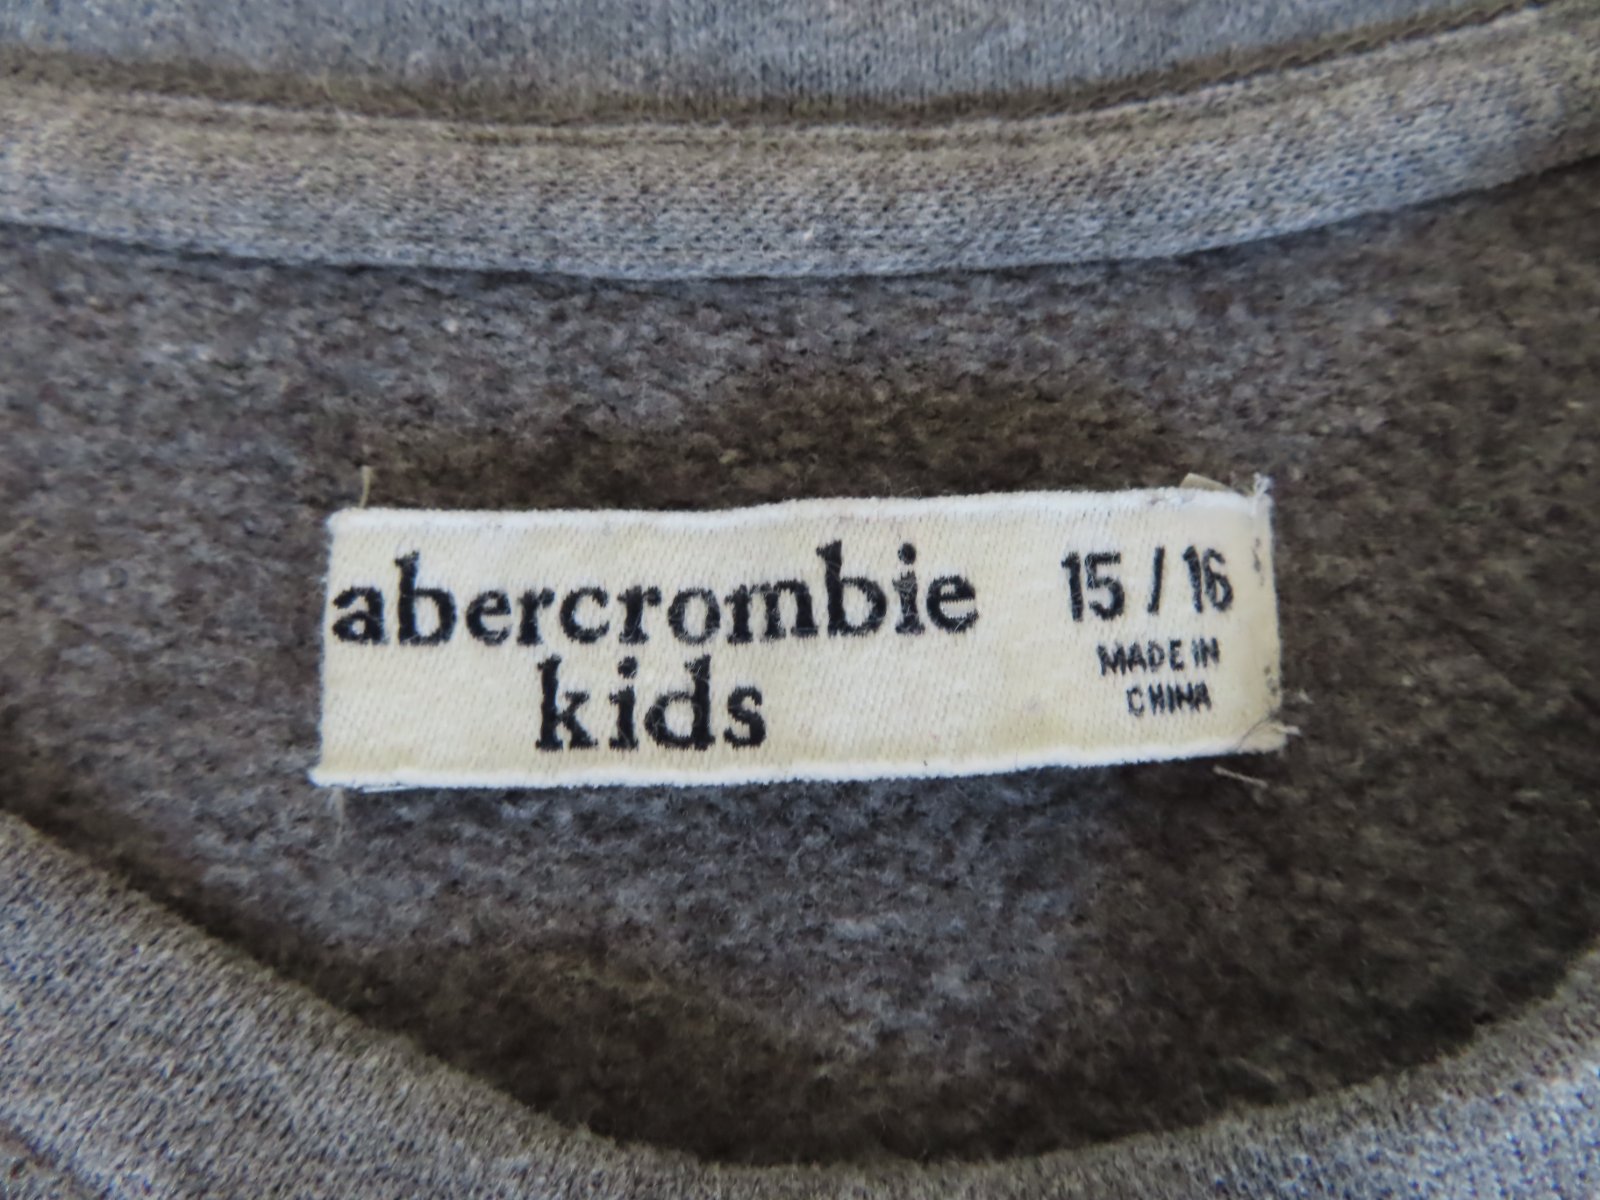 abercrombie
kids
15/16
MADE IN
CHINA